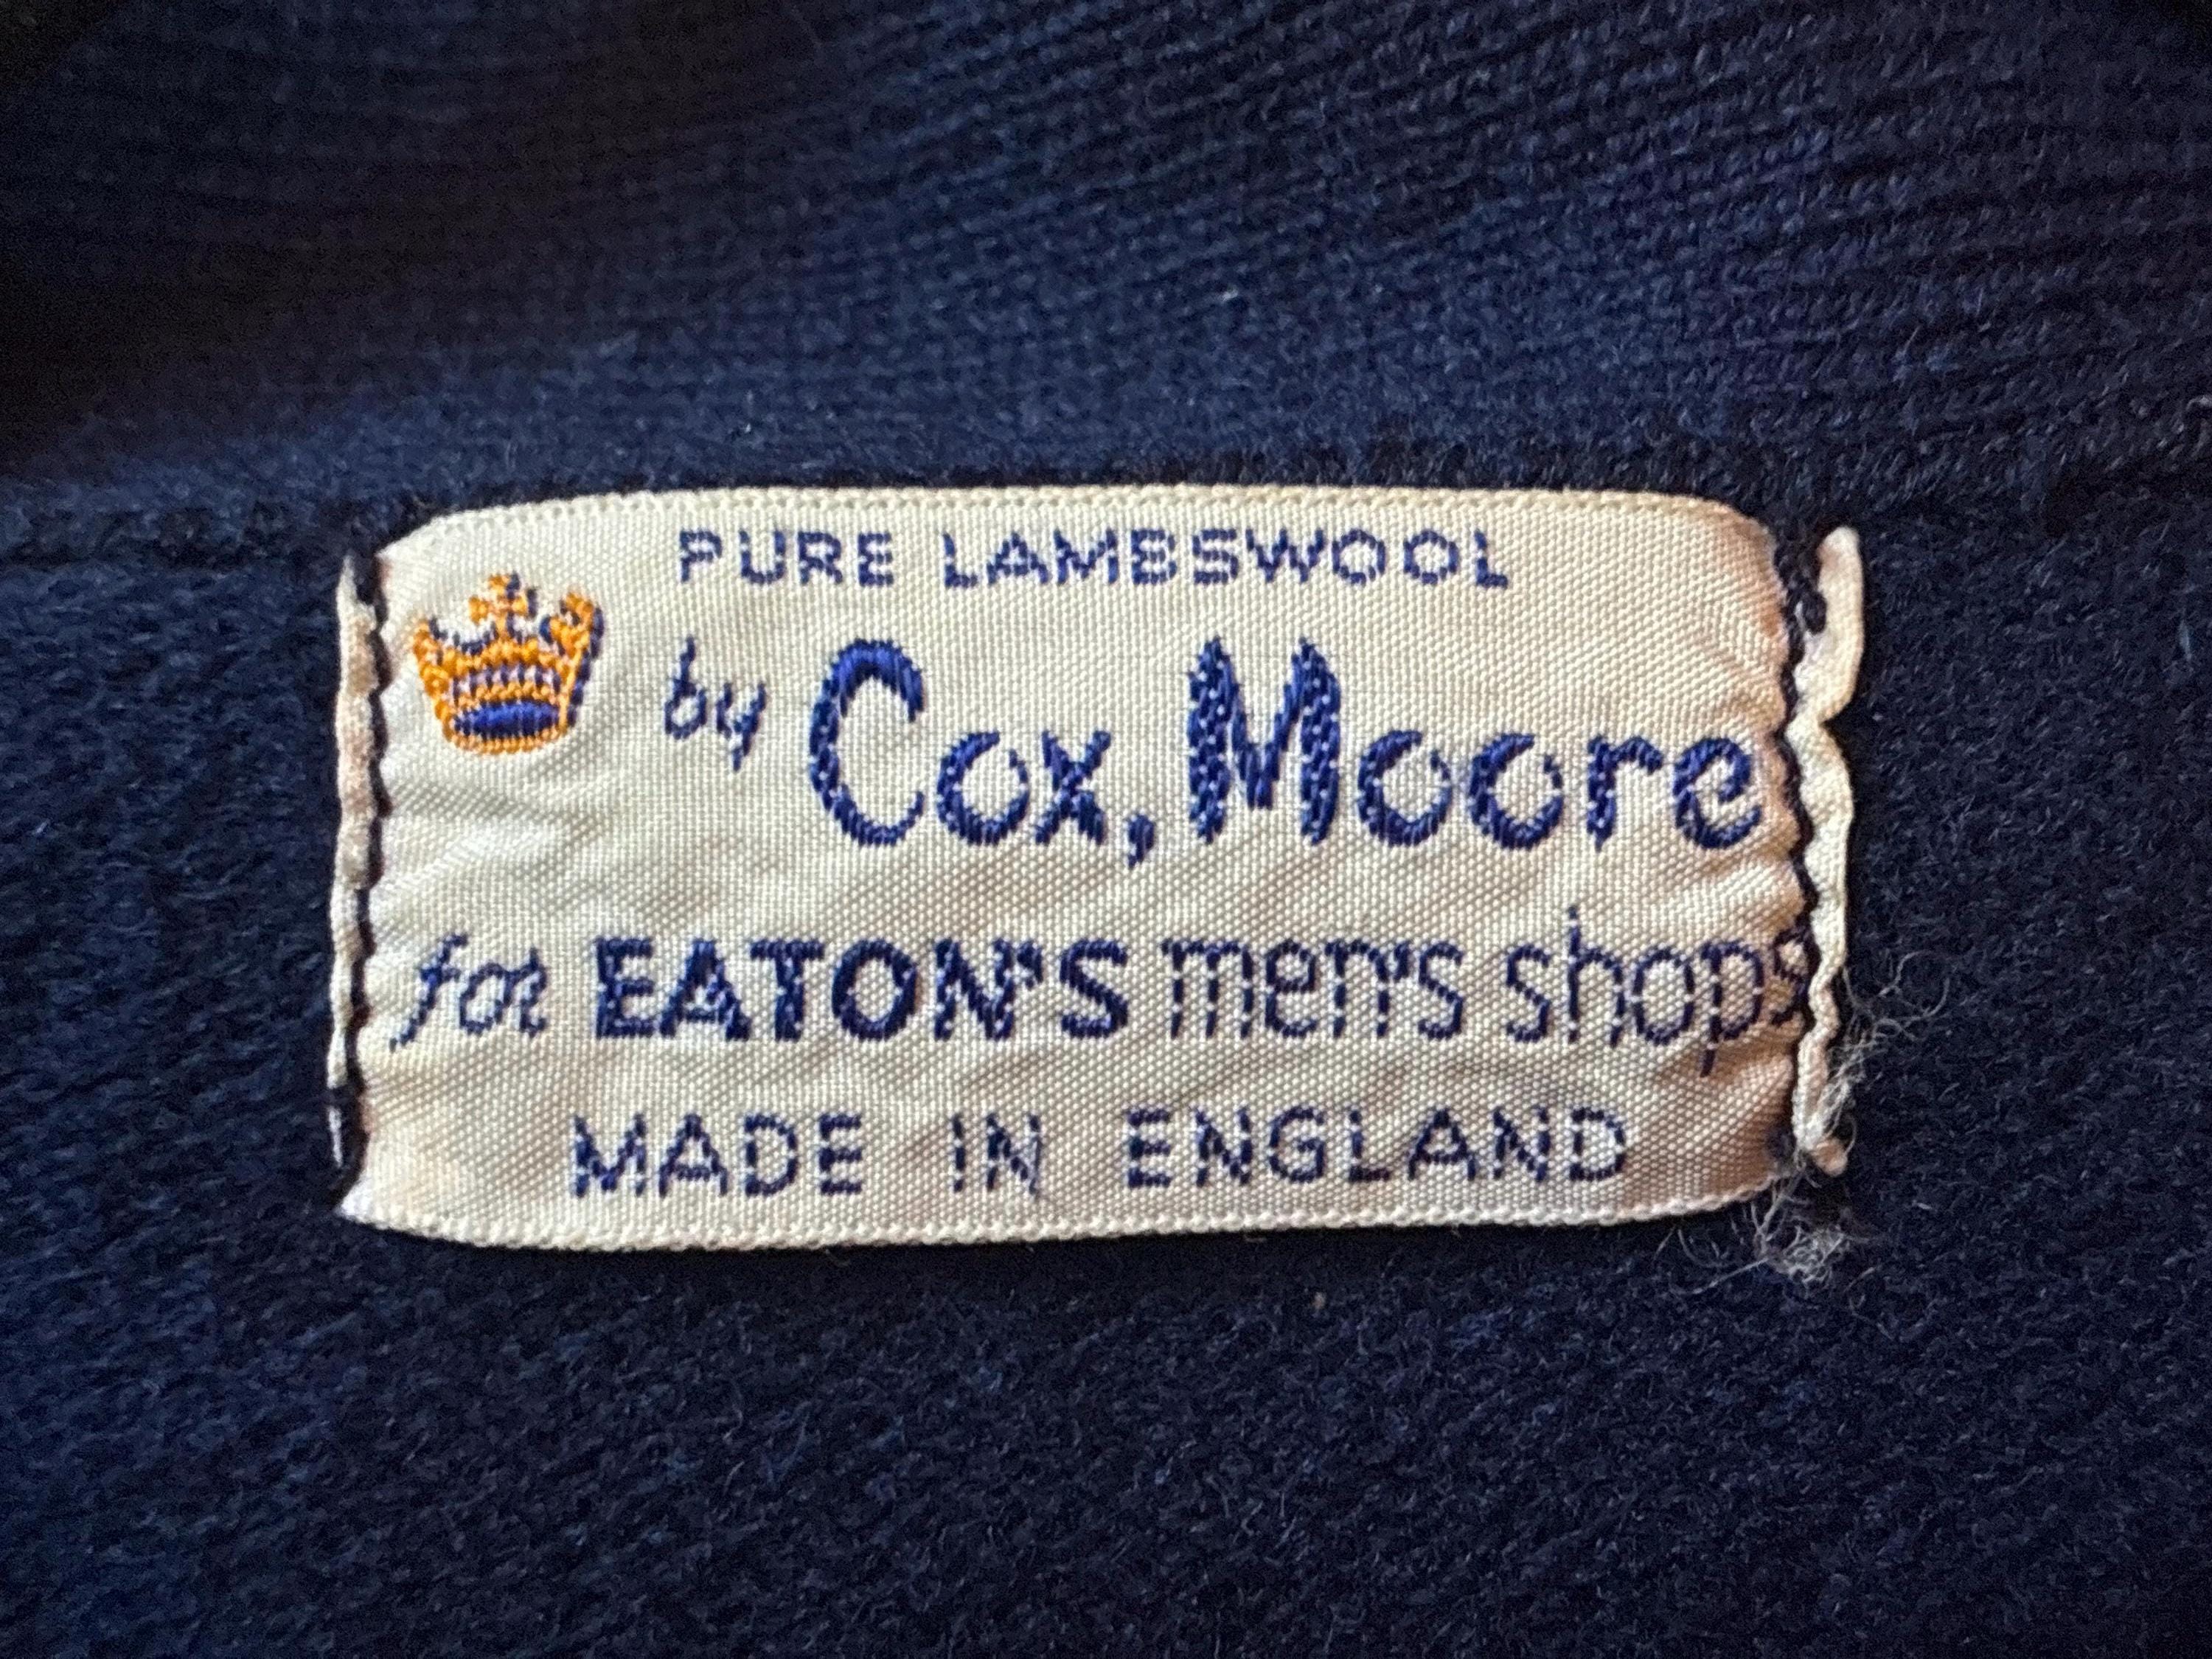 PURE LAMBSWOOL
by Cox, Moore
for EATON'S men's shops
MADE IN ENGLAND